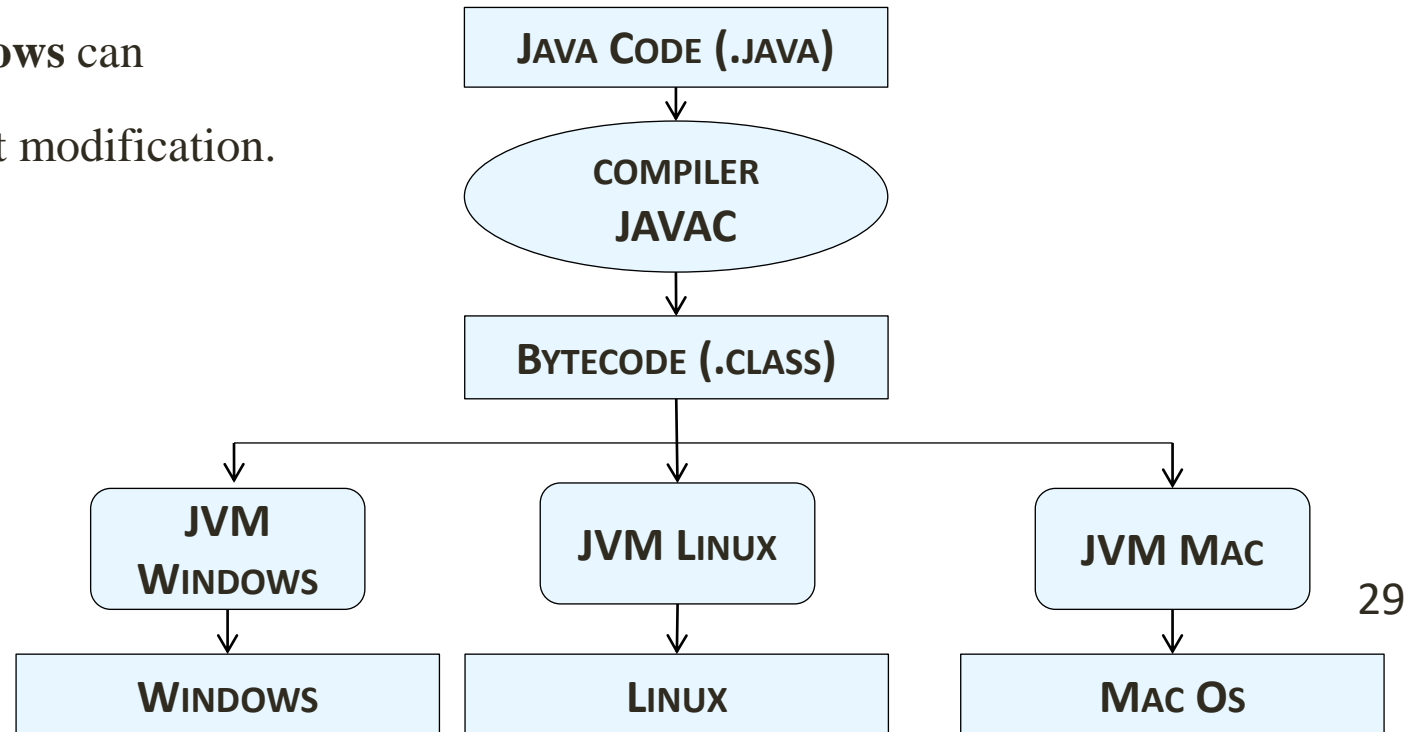 ows can
t modification.
JAVA CODE (.JAVA)
COMPILER
JAVAC
BYTECODE (.CLASS)
JVM
WINDOWS
JVM LINUX
JVM MAC
29
WINDOWS
LINUX
MAC OS